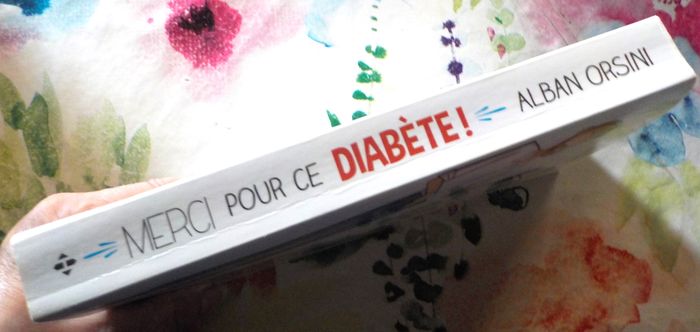 MERCI POUR CE DIABÈTE! ALBAN ORSINI